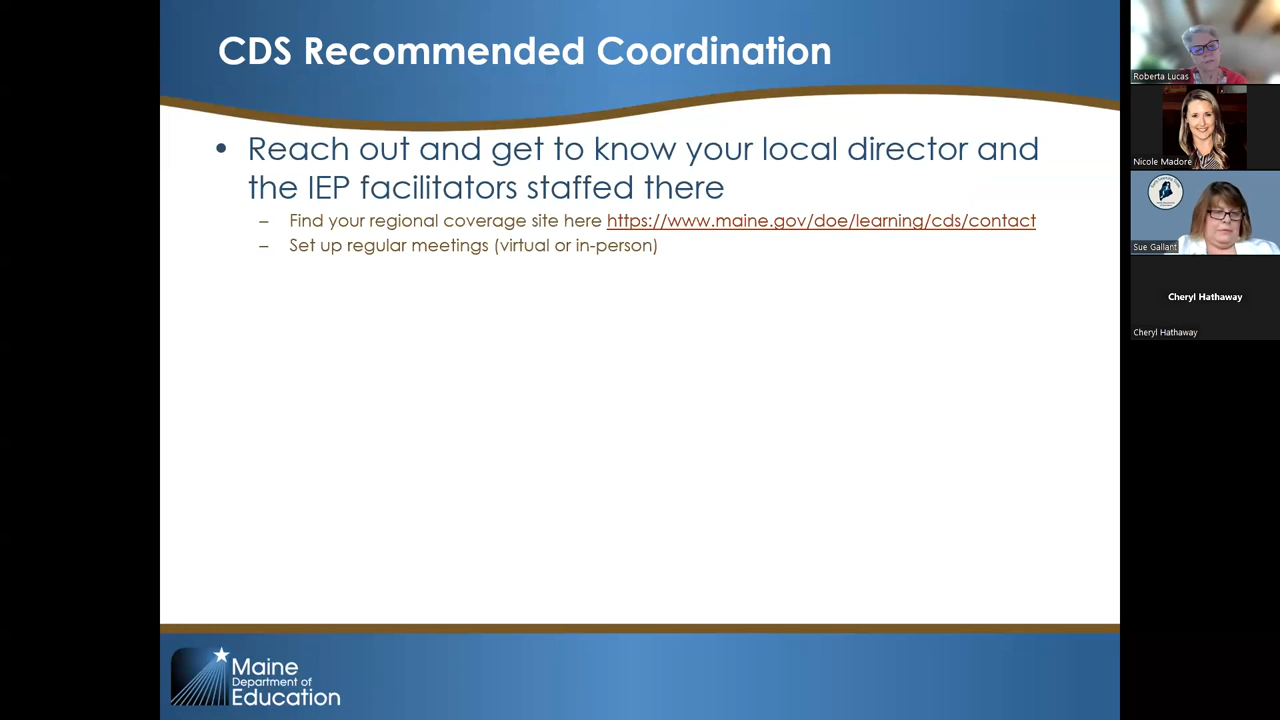 CDS Recommended Coordination
• Reach out and get to know your local director and
the IEP facilitators staffed there
– Find your regional coverage site here https://www.maine.gov/doe/learning/cds/contact
– Set up regular meetings (virtual or in-person)
Maine
Department of
Education
Roberta Lucas
Nicole Madore
Sue Gallant
Cheryl Hathaway
Cheryl Hathaway